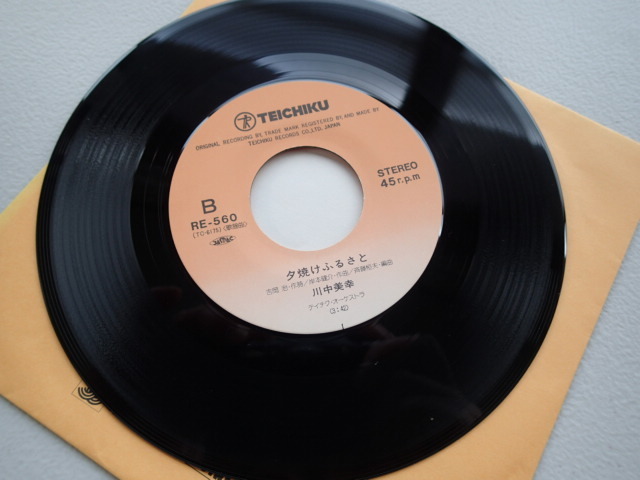 TEICHIKU
ORIGINAL RECORDING BY TRADE MARK REGISTERED BY AND MADE BY
TEICHIKU RECORDS CO., LTD. JAPAN
B
RE-560
STEREO
45 r.p.m
夕焼けふるさと
川中美幸
テイチク・オーケストラ
(3:42)